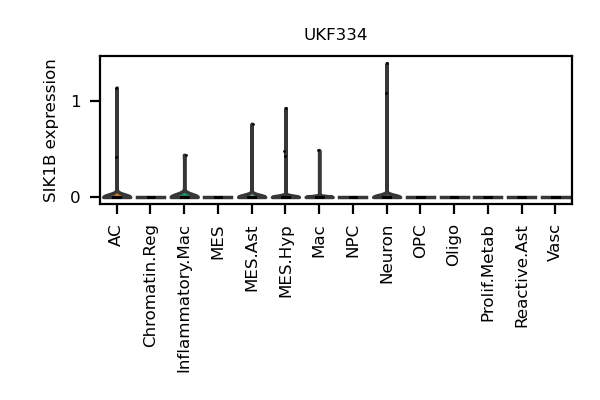 UKF334
SIK1B expression
1
0
AC
Chromatin.Reg
Inflammatory.Mac
MES
MES.Ast
MES.Hyp
Mac
NPC
Neuron
OPC
Oligo
Prolif.Metab
Reactive.Ast
Vasc